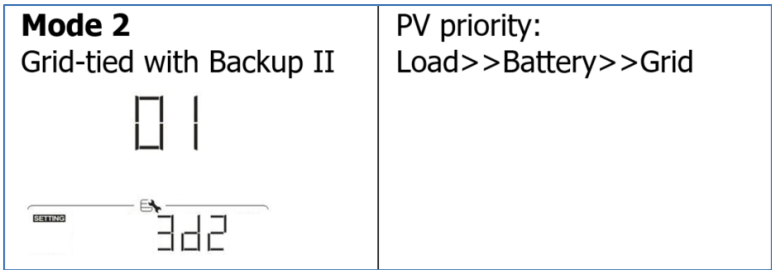 Mode 2
Grid-tied with Backup II
01
SETTING
3d2
PV priority:
Load>>Battery>>Grid